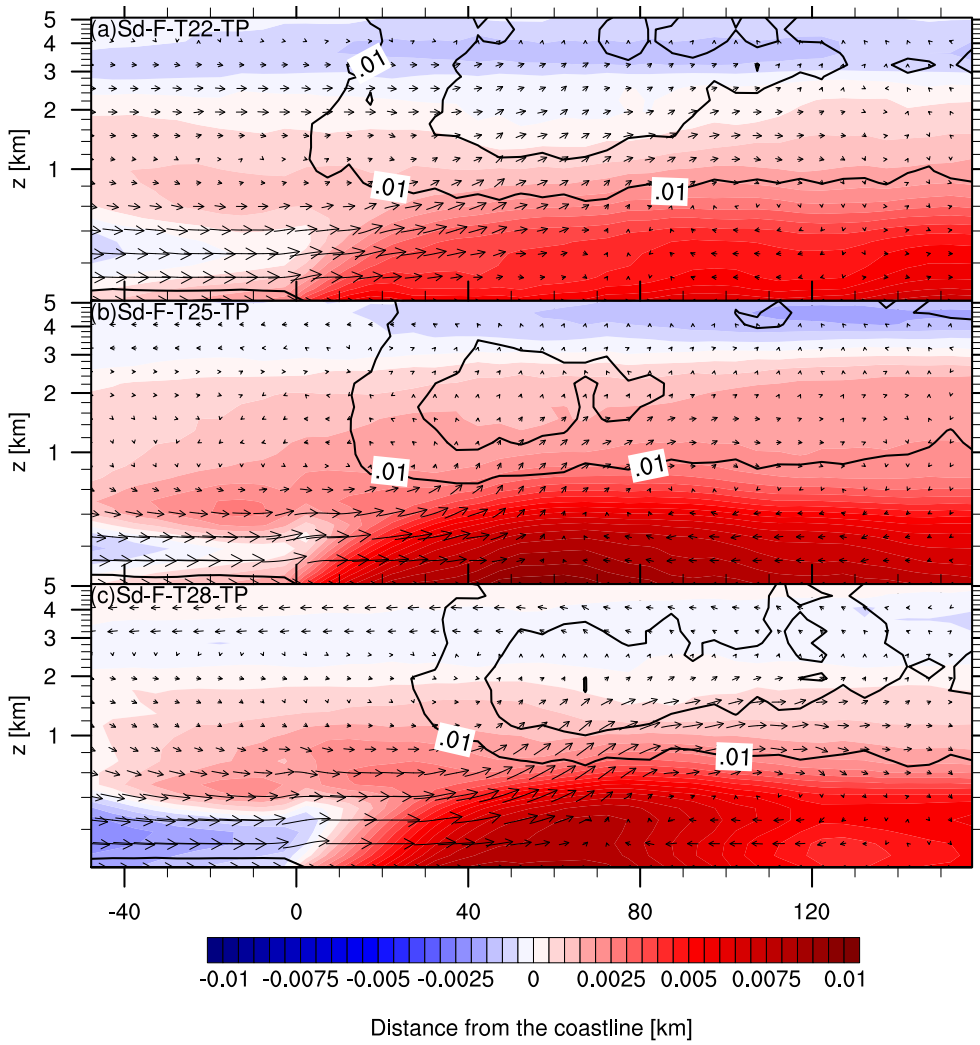 5
(a)Sd-F-T22-TP
4
3
2
1
z [km]
.01
.01
.01
5
(b)Sd-F-T25-TP
4
3
2
1
z [km]
.01
.01
5
(c)Sd-F-T28-TP
4
3
2
1
z [km]
.01
.01
-40 0 40 80 120
-0.01 -0.0075 -0.005 -0.0025 0 0.0025 0.005 0.0075 0.01
Distance from the coastline [km]